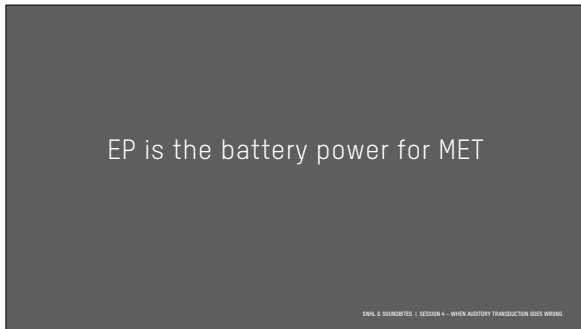 EP is the battery power for MET
SNHL & SOUNDBITES | SESSION 4 – WHEN AUDITORY TRANSDUCTION GOES WRONG